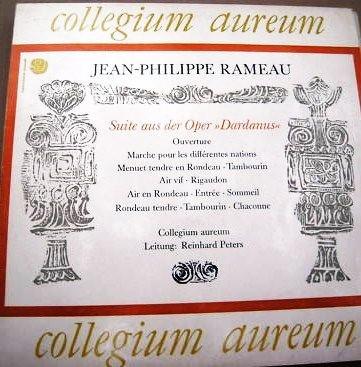 collegium aureum
JEAN-PHILIPPE RAMEAU
Suite aus der Oper »Dardanus«
Ouverture
Marche pour les différentes nations
Menuet tendre en Rondeau · Tambourin
Air vif · Rigaudon
Air en Rondeau · Entrée · Sommeil
Rondeau tendre · Tambourin · Chaconne
Collegium aureum
Leitung: Reinhard Peters
collegium aureum